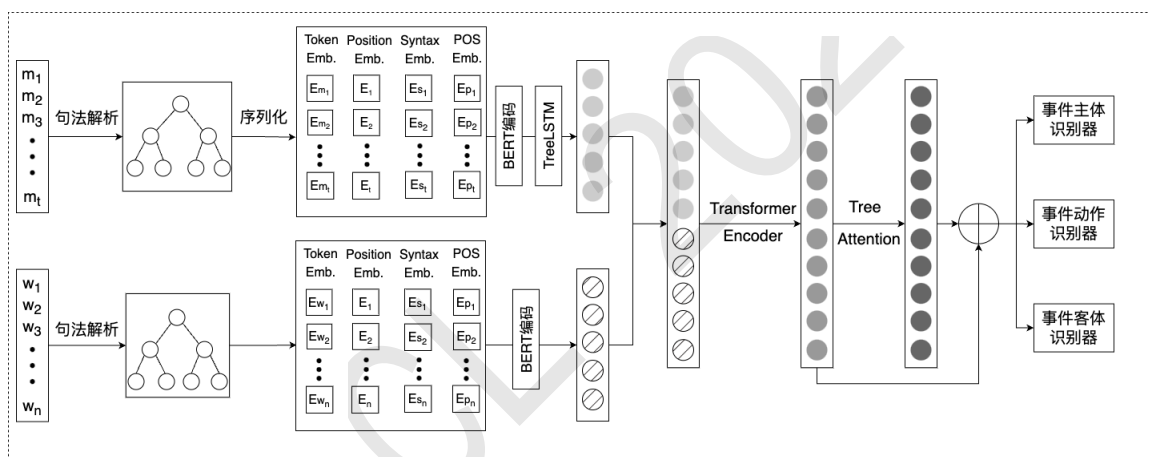 m1
m2
m3
mt
句法解析
序列化
Token Emb.
Position Emb.
Syntax Emb.
POS Emb.
Em1 E1 Es1 Ep1
Em2 E2 Es2 Ep2
Emt Et Est Ept
BERT编码
TreeLSTM
w1
w2
w3
wn
句法解析
Token Emb.
Position Emb.
Syntax Emb.
POS Emb.
Ew1 E1 Es1 Ep1
Ew2 E2 Es2 Ep2
Ewn En Esn Epn
BERT编码
Transformer
Encoder
Tree
Attention
事件主体
识别器
事件动作
识别器
事件客体
识别器